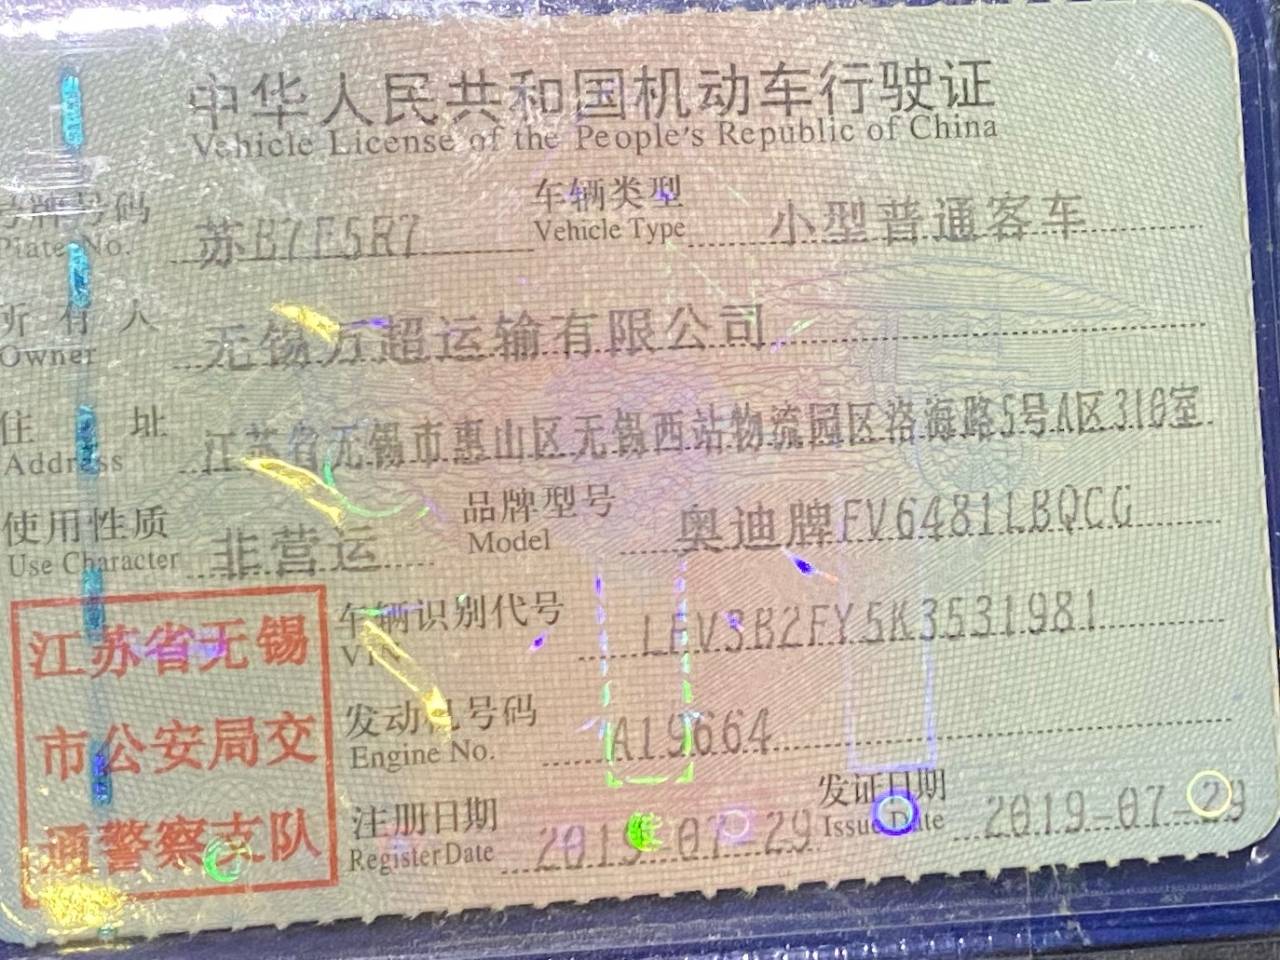 中华人民共和国机动车行驶证
Vehicle License of the People's Republic of China
号牌号码 苏B7E5R7 车辆类型 小型普通客车
Plate No. Vehicle Type
所有人 无锡万超运输有限公司
Owner
住址 江苏省无锡市惠山区无锡西站物流园区洛海路5号A区310室
Address
使用性质 非营运 品牌型号 奥迪牌FV6481LBQCG
Use Character Model
车辆识别代号 LFV3B2FY5K3531981
VIN
发动机号码 A19664
Engine No.
注册日期 2019-07-29 发证日期 2019-07-29
Register Date Issue Date
江苏省无锡
市公安局交
通警察支队